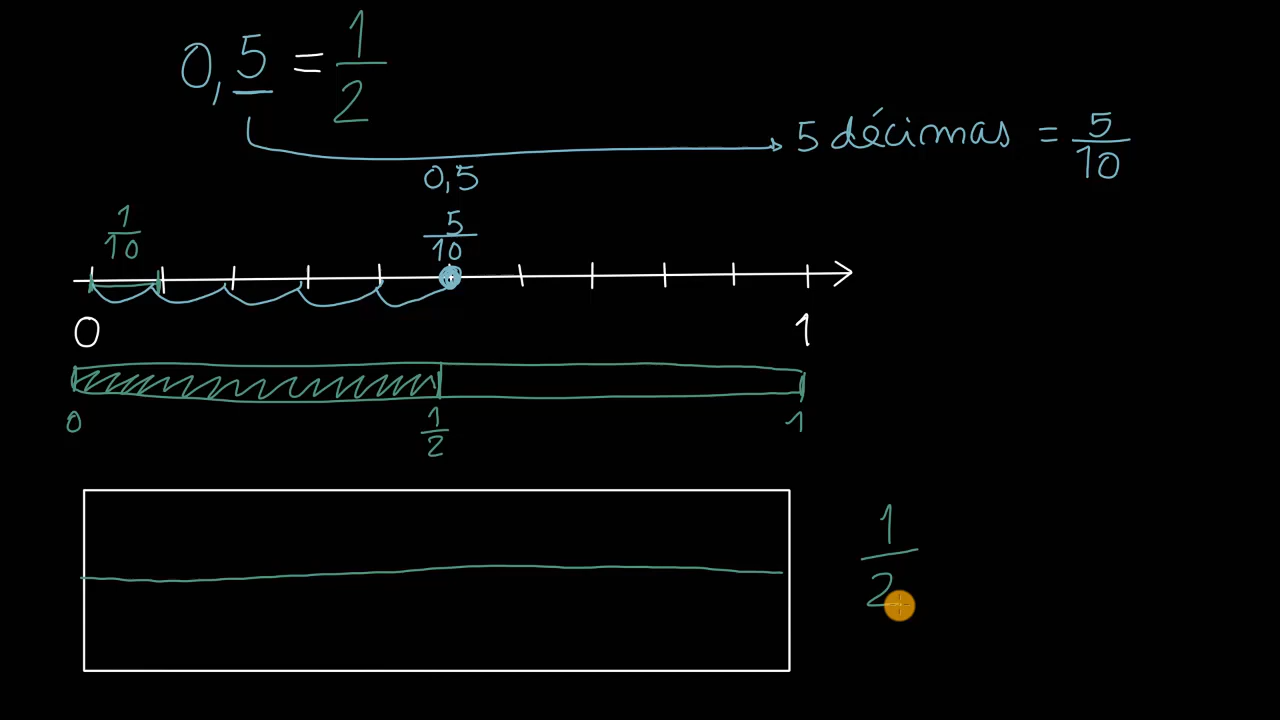 0,5 = 1/2
5 décimas = 5/10
0,5
1/10 5/10
0 1
0 1/2 1
1/2